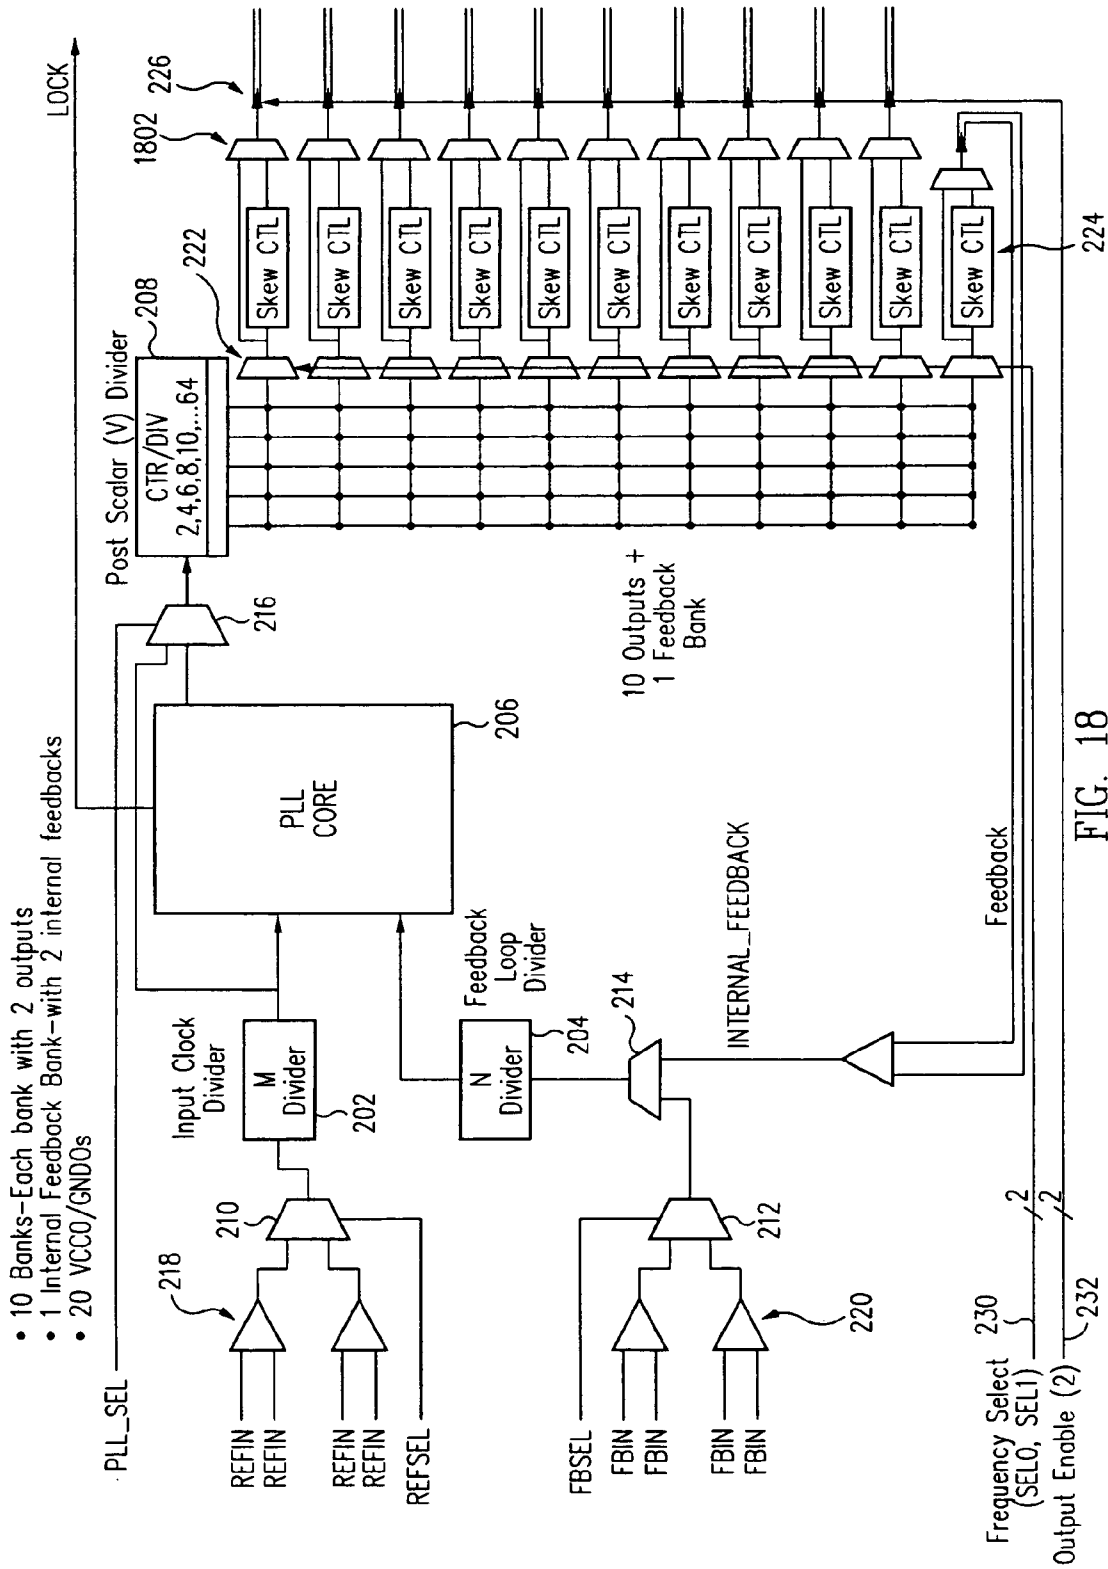 • 10 Banks-Each bank with 2 outputs
• 1 Internal Feedback Bank-with 2 internal feedbacks
• 20 VCCO/GNDOs
PLL_SEL
LOCK
REFIN
REFIN
REFIN
REFIN
REFSEL
218
210
Input Clock
Divider
M
Divider
202
PLL
CORE
206
216
Post Scalar (V) Divider
208
CTR/DIV
2,4,6,8,10,...64
222
1802
226
Skew CTL
Skew CTL
Skew CTL
Skew CTL
Skew CTL
Skew CTL
Skew CTL
Skew CTL
Skew CTL
Skew CTL
Skew CTL
224
10 Outputs +
1 Feedback
Bank
FBSEL
FBIN
FBIN
FBIN
FBIN
220
212
Feedback
Loop
Divider
N
Divider
204
214
INTERNAL_FEEDBACK
Feedback
Frequency Select
(SEL0, SEL1)
230
2
Output Enable (2)
232
2
FIG. 18